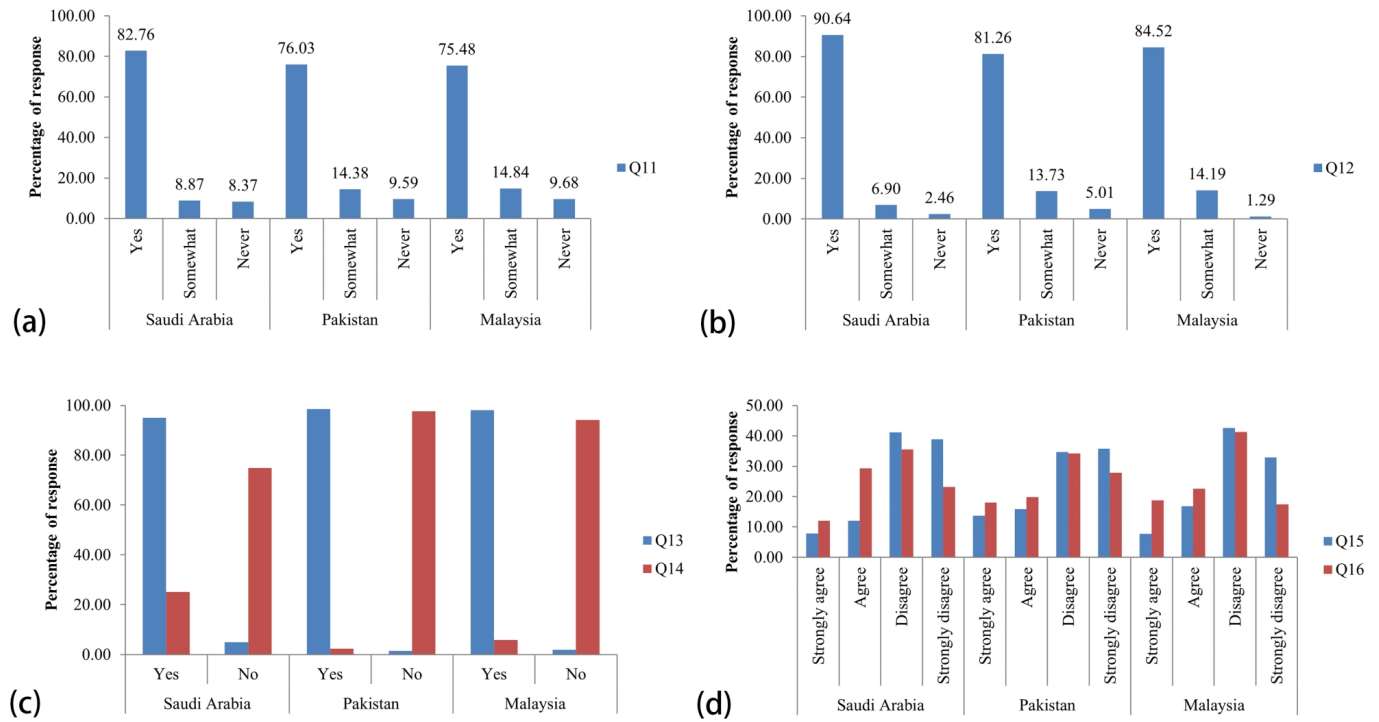 100.00
80.00
60.00
40.00
20.00
0.00
Percentage of response
82.76
8.87
8.37
76.03
14.38
9.59
75.48
14.84
9.68
Yes
Somewhat
Never
Yes
Somewhat
Never
Yes
Somewhat
Never
Saudi Arabia
Pakistan
Malaysia
Q11
(a)
100.00
80.00
60.00
40.00
20.00
0.00
Percentage of response
90.64
6.90
2.46
81.26
13.73
5.01
84.52
14.19
1.29
Yes
Somewhat
Never
Yes
Somewhat
Never
Yes
Somewhat
Never
Saudi Arabia
Pakistan
Malaysia
Q12
(b)
100.00
80.00
60.00
40.00
20.00
0.00
Percentage of response
Yes
No
Yes
No
Yes
No
Saudi Arabia
Pakistan
Malaysia
Q13
Q14
(c)
50.00
40.00
30.00
20.00
10.00
0.00
Percentage of response
Strongly agree
Agree
Disagree
Strongly disagree
Strongly agree
Agree
Disagree
Strongly disagree
Strongly agree
Agree
Disagree
Strongly disagree
Saudi Arabia
Pakistan
Malaysia
Q15
Q16
(d)